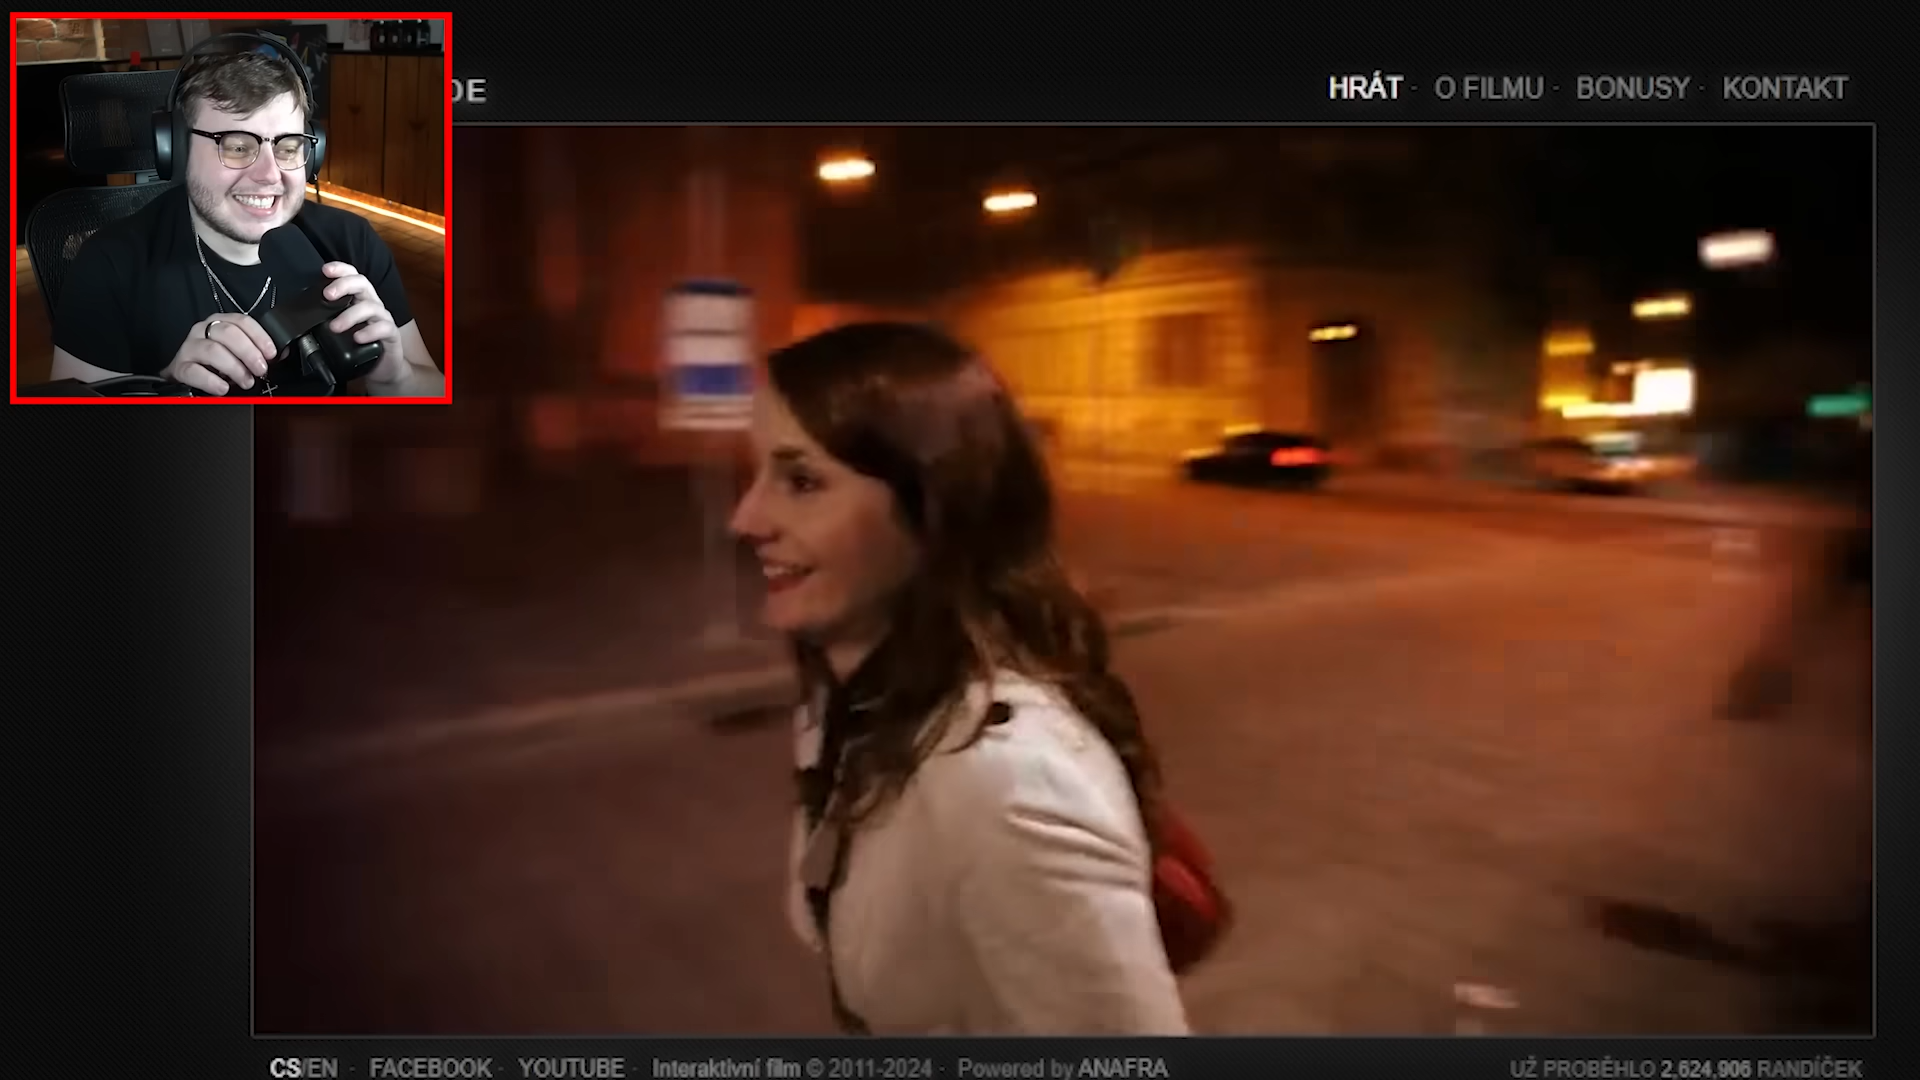 DE
HRÁT · O FILMU · BONUSY · KONTAKT
CS/EN · FACEBOOK · YOUTUBE · Interaktivní film © 2011-2024 · Powered by ANAFRA
UŽ PROBĚHLO 2,624,906 RANDÍČEK